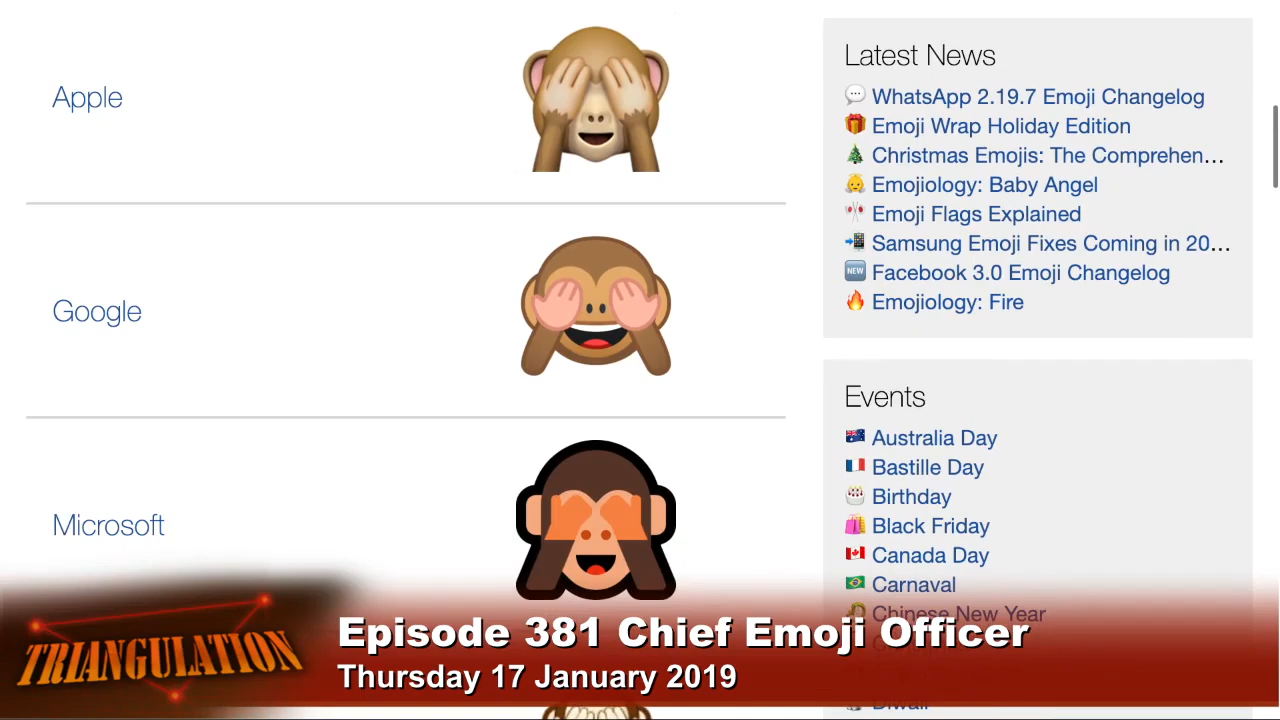 Apple
Google
Microsoft
Latest News
WhatsApp 2.19.7 Emoji Changelog
Emoji Wrap Holiday Edition
Christmas Emojis: The Comprehen...
Emojiology: Baby Angel
Emoji Flags Explained
Samsung Emoji Fixes Coming in 20...
NEW Facebook 3.0 Emoji Changelog
Emojiology: Fire
Events
Australia Day
Bastille Day
Birthday
Black Friday
Canada Day
Carnaval
Chinese New Year
Diwali
TRIANGULATION
Episode 381 Chief Emoji Officer
Thursday 17 January 2019